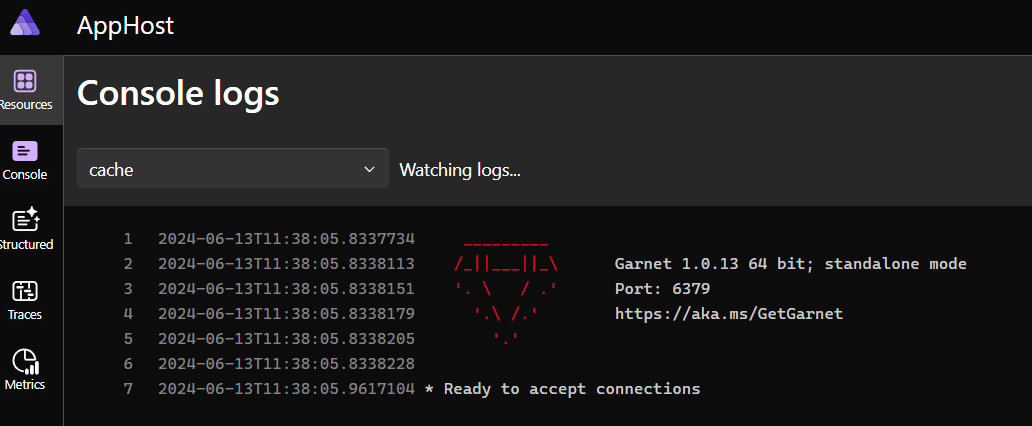 AppHost
Resources
Console
Structured
Traces
Metrics
Console logs
cache
Watching logs...
1 2024-06-13T11:38:05.8337734     _________
2 2024-06-13T11:38:05.8338113    /_||___||_\      Garnet 1.0.13 64 bit; standalone mode
3 2024-06-13T11:38:05.8338151    '. \   / .'      Port: 6379
4 2024-06-13T11:38:05.8338179      '.\ /.'        https://aka.ms/GetGarnet
5 2024-06-13T11:38:05.8338205        '.'
6 2024-06-13T11:38:05.8338228
7 2024-06-13T11:38:05.9617104 * Ready to accept connections